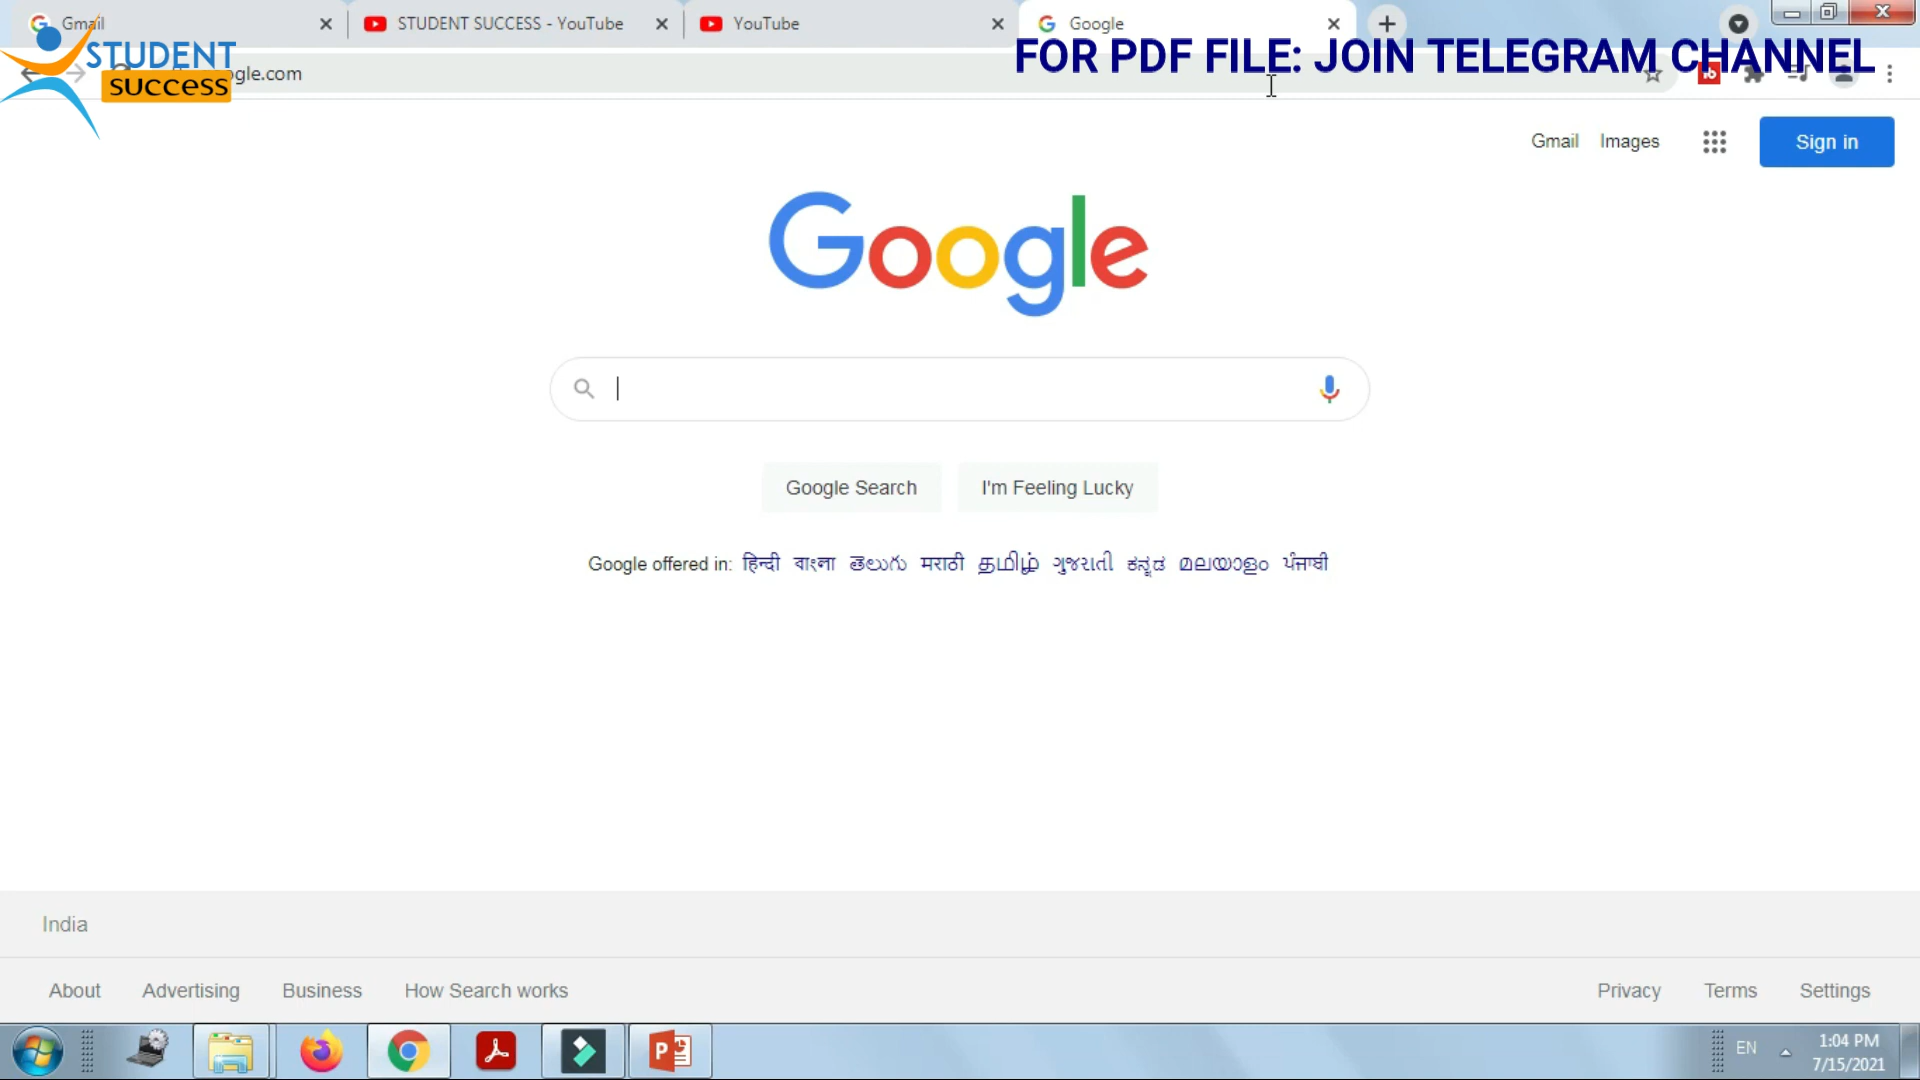 Gmail
STUDENT SUCCESS - YouTube
YouTube
Google
FOR PDF FILE: JOIN TELEGRAM CHANNEL
STUDENT
SUCCESS
gle.com
Gmail Images
Sign in
Google
Google Search
I'm Feeling Lucky
Google offered in: हिन्दी বাংলা తెలుగు मराठी தமிழ் ગુજરાતી ಕನ್ನಡ മലയാളം ਪੰਜਾਬੀ
India
About Advertising Business How Search works
Privacy Terms Settings
EN
1:04 PM
7/15/2021